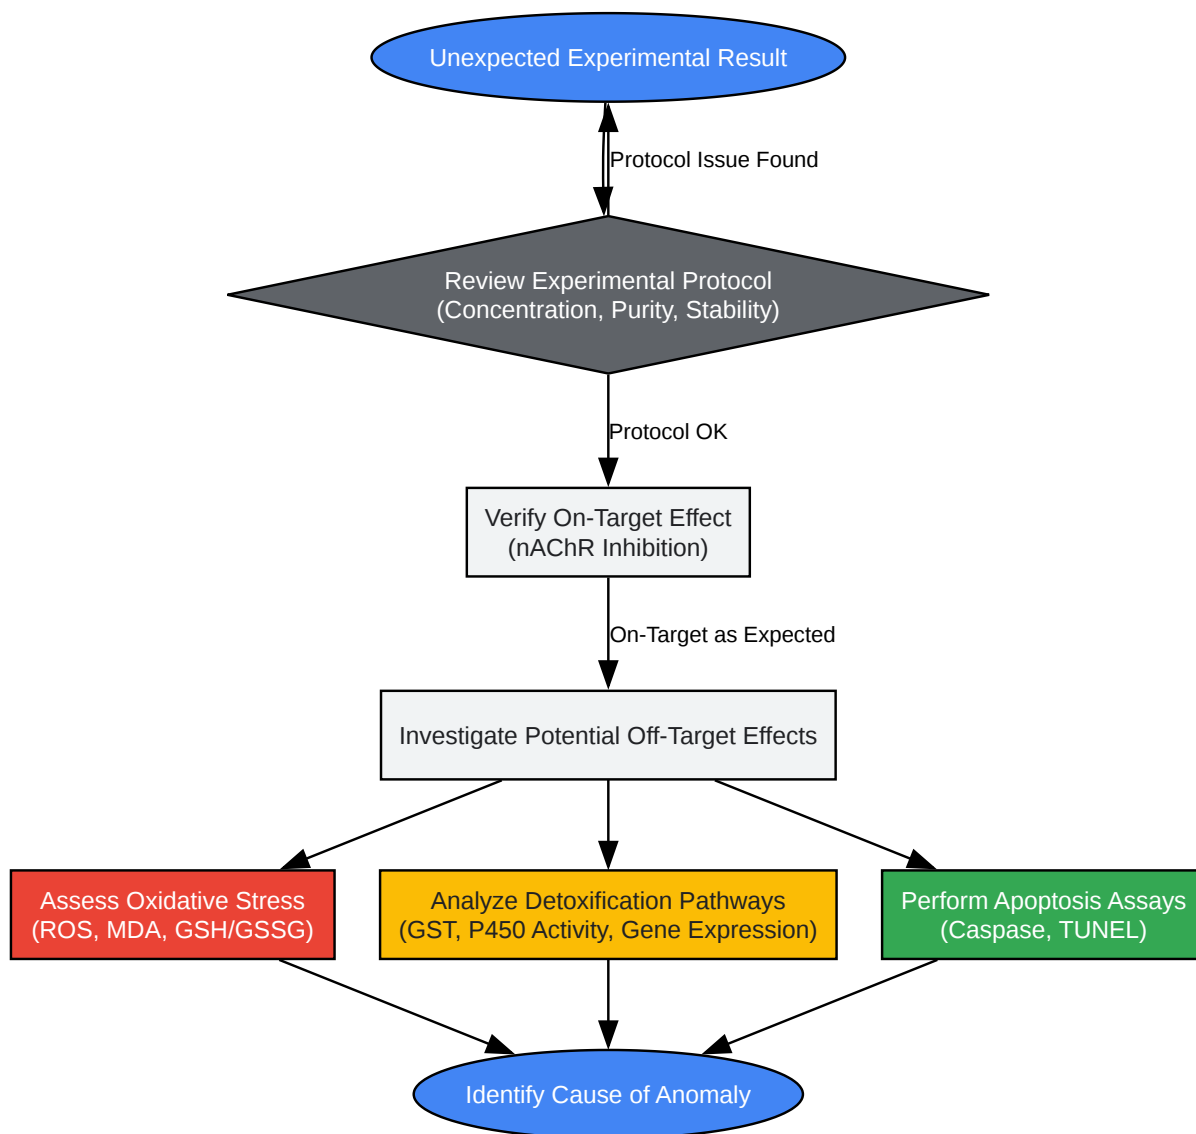 Unexpected Experimental Result
Protocol Issue Found
Review Experimental Protocol
(Concentration, Purity, Stability)
Protocol OK
Verify On-Target Effect
(nAChR Inhibition)
On-Target as Expected
Investigate Potential Off-Target Effects
Assess Oxidative Stress
(ROS, MDA, GSH/GSSG)
Analyze Detoxification Pathways
(GST, P450 Activity, Gene Expression)
Perform Apoptosis Assays
(Caspase, TUNEL)
Identify Cause of Anomaly